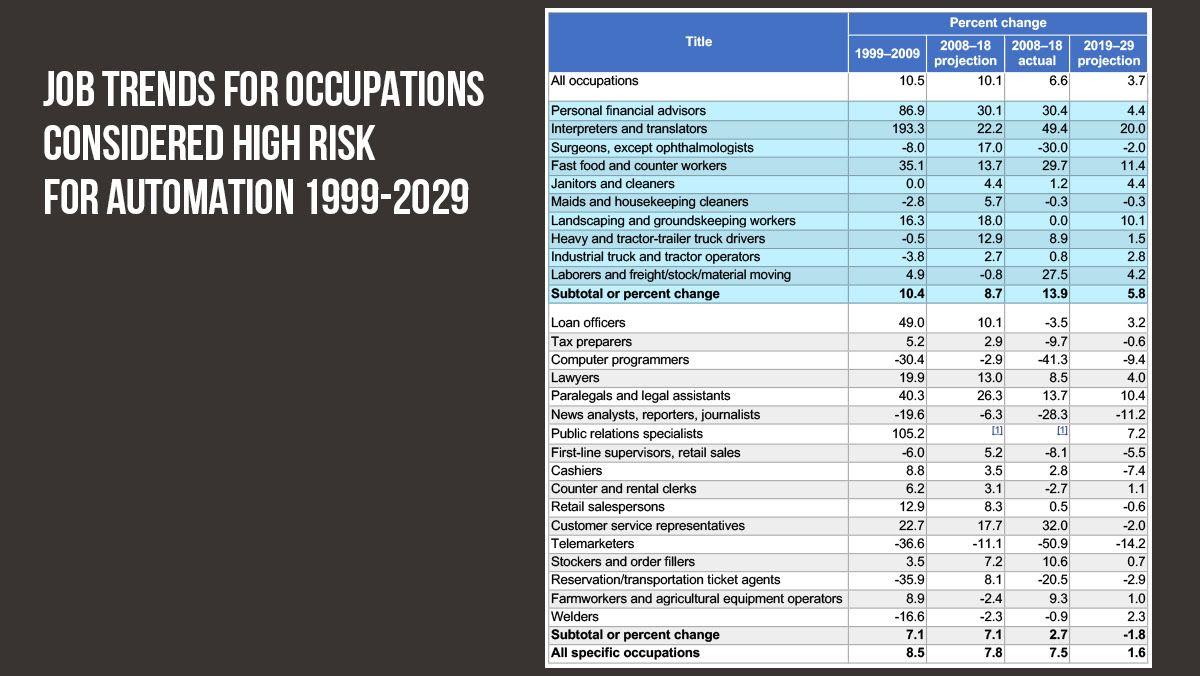 JOB TRENDS FOR OCCUPATIONS
CONSIDERED HIGH RISK
FOR AUTOMATION 1999-2029
Title Percent change
1999–2009 2008–18 projection 2008–18 actual 2019–29 projection
All occupations 10.5 10.1 6.6 3.7
Personal financial advisors 86.9 30.1 30.4 4.4
Interpreters and translators 193.3 22.2 49.4 20.0
Surgeons, except ophthalmologists -8.0 17.0 -30.0 -2.0
Fast food and counter workers 35.1 13.7 29.7 11.4
Janitors and cleaners 0.0 4.4 1.2 4.4
Maids and housekeeping cleaners -2.8 5.7 -0.3 -0.3
Landscaping and groundskeeping workers 16.3 18.0 0.0 10.1
Heavy and tractor-trailer truck drivers -0.5 12.9 8.9 1.5
Industrial truck and tractor operators -3.8 2.7 0.8 2.8
Laborers and freight/stock/material moving 4.9 -0.8 27.5 4.2
Subtotal or percent change 10.4 8.7 13.9 5.8
Loan officers 49.0 10.1 -3.5 3.2
Tax preparers 5.2 2.9 -9.7 -0.6
Computer programmers -30.4 -2.9 -41.3 -9.4
Lawyers 19.9 13.0 8.5 4.0
Paralegals and legal assistants 40.3 26.3 13.7 10.4
News analysts, reporters, journalists -19.6 -6.3 -28.3 -11.2
Public relations specialists 105.2 [1] [1] 7.2
First-line supervisors, retail sales -6.0 5.2 -8.1 -5.5
Cashiers 8.8 3.5 2.8 -7.4
Counter and rental clerks 6.2 3.1 -2.7 1.1
Retail salespersons 12.9 8.3 0.5 -0.6
Customer service representatives 22.7 17.7 32.0 -2.0
Telemarketers -36.6 -11.1 -50.9 -14.2
Stockers and order fillers 3.5 7.2 10.6 0.7
Reservation/transportation ticket agents -35.9 8.1 -20.5 -2.9
Farmworkers and agricultural equipment operators 8.9 -2.4 9.3 1.0
Welders -16.6 -2.3 -0.9 2.3
Subtotal or percent change 7.1 7.1 2.7 -1.8
All specific occupations 8.5 7.8 7.5 1.6